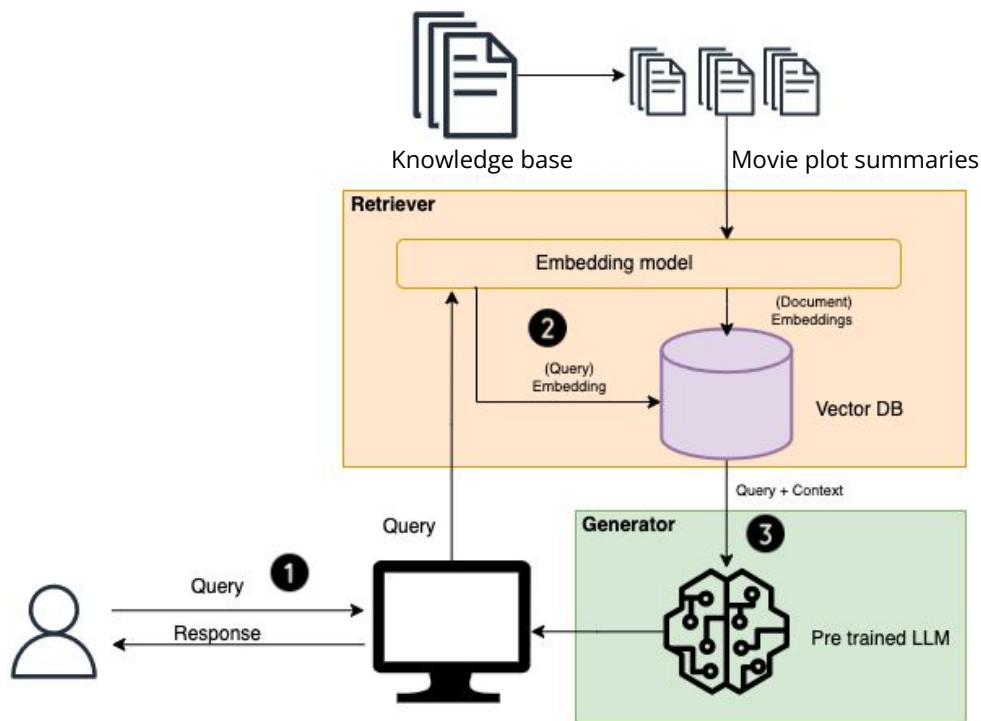 Knowledge base
Movie plot summaries
Retriever
Embedding model
(Document)
Embeddings
2
(Query)
Embedding
Vector DB
Query + Context
Generator
3
Query
1
Query
Response
Pre trained LLM